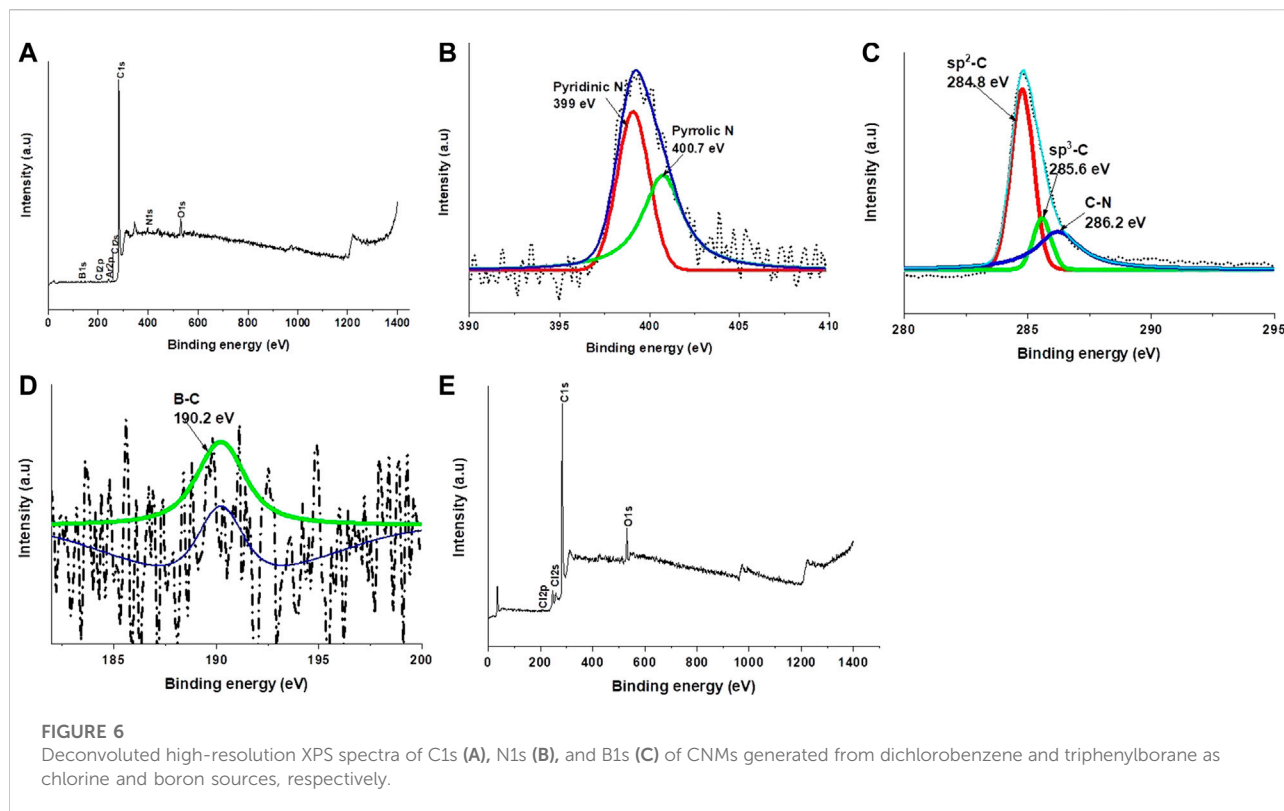 A
Intensity (a.u)
B1s
Cl2p
Ar2p
Cl2s
C1s
N1s
O1s
0 200 400 600 800 1000 1200 1400
Binding energy (eV)
B
Intensity (a.u)
Pyridinic N
399 eV
Pyrrolic N
400.7 eV
390 395 400 405 410
Binding energy (eV)
C
Intensity (a.u)
sp²-C
284.8 eV
sp³-C
285.6 eV
C-N
286.2 eV
280 285 290 295
Binding energy (eV)
D
Intensity (a.u)
B-C
190.2 eV
185 190 195 200
Binding energy (eV)
E
Intensity (a.u)
Cl2p
Cl2s
C1s
O1s
0 200 400 600 800 1000 1200 1400
Binding energy (eV)
FIGURE 6
Deconvoluted high-resolution XPS spectra of C1s (A), N1s (B), and B1s (C) of CNMs generated from dichlorobenzene and triphenylborane as
chlorine and boron sources, respectively.